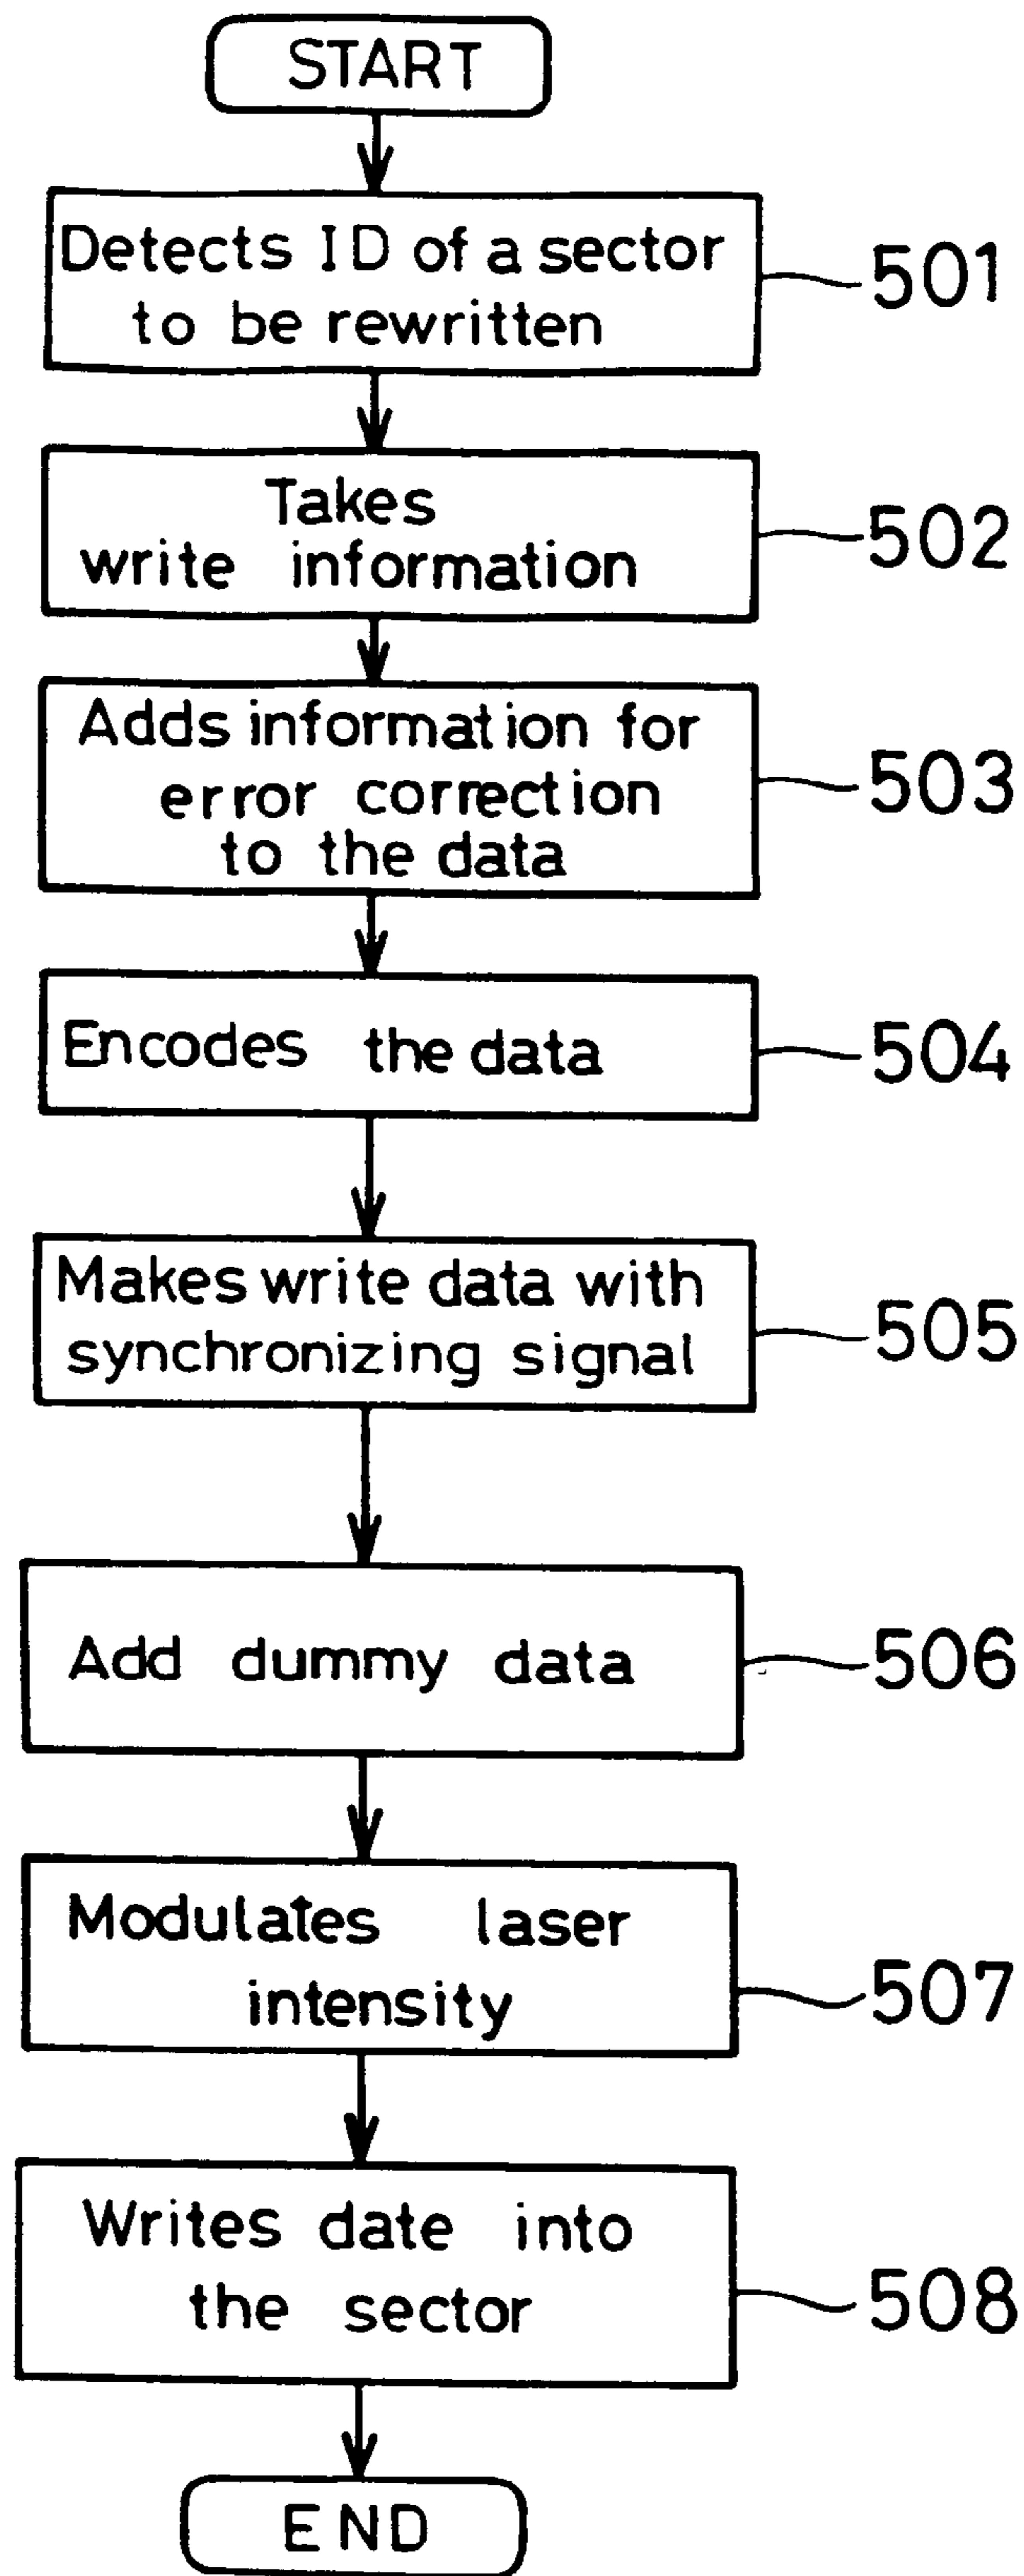 START
Detects ID of a sector
to be rewritten
501
Takes
write information
502
Adds information for
error correction
to the data
503
Encodes the data
504
Makes write data with
synchronizing signal
505
Add dummy data
506
Modulates laser
intensity
507
Writes date into
the sector
508
END